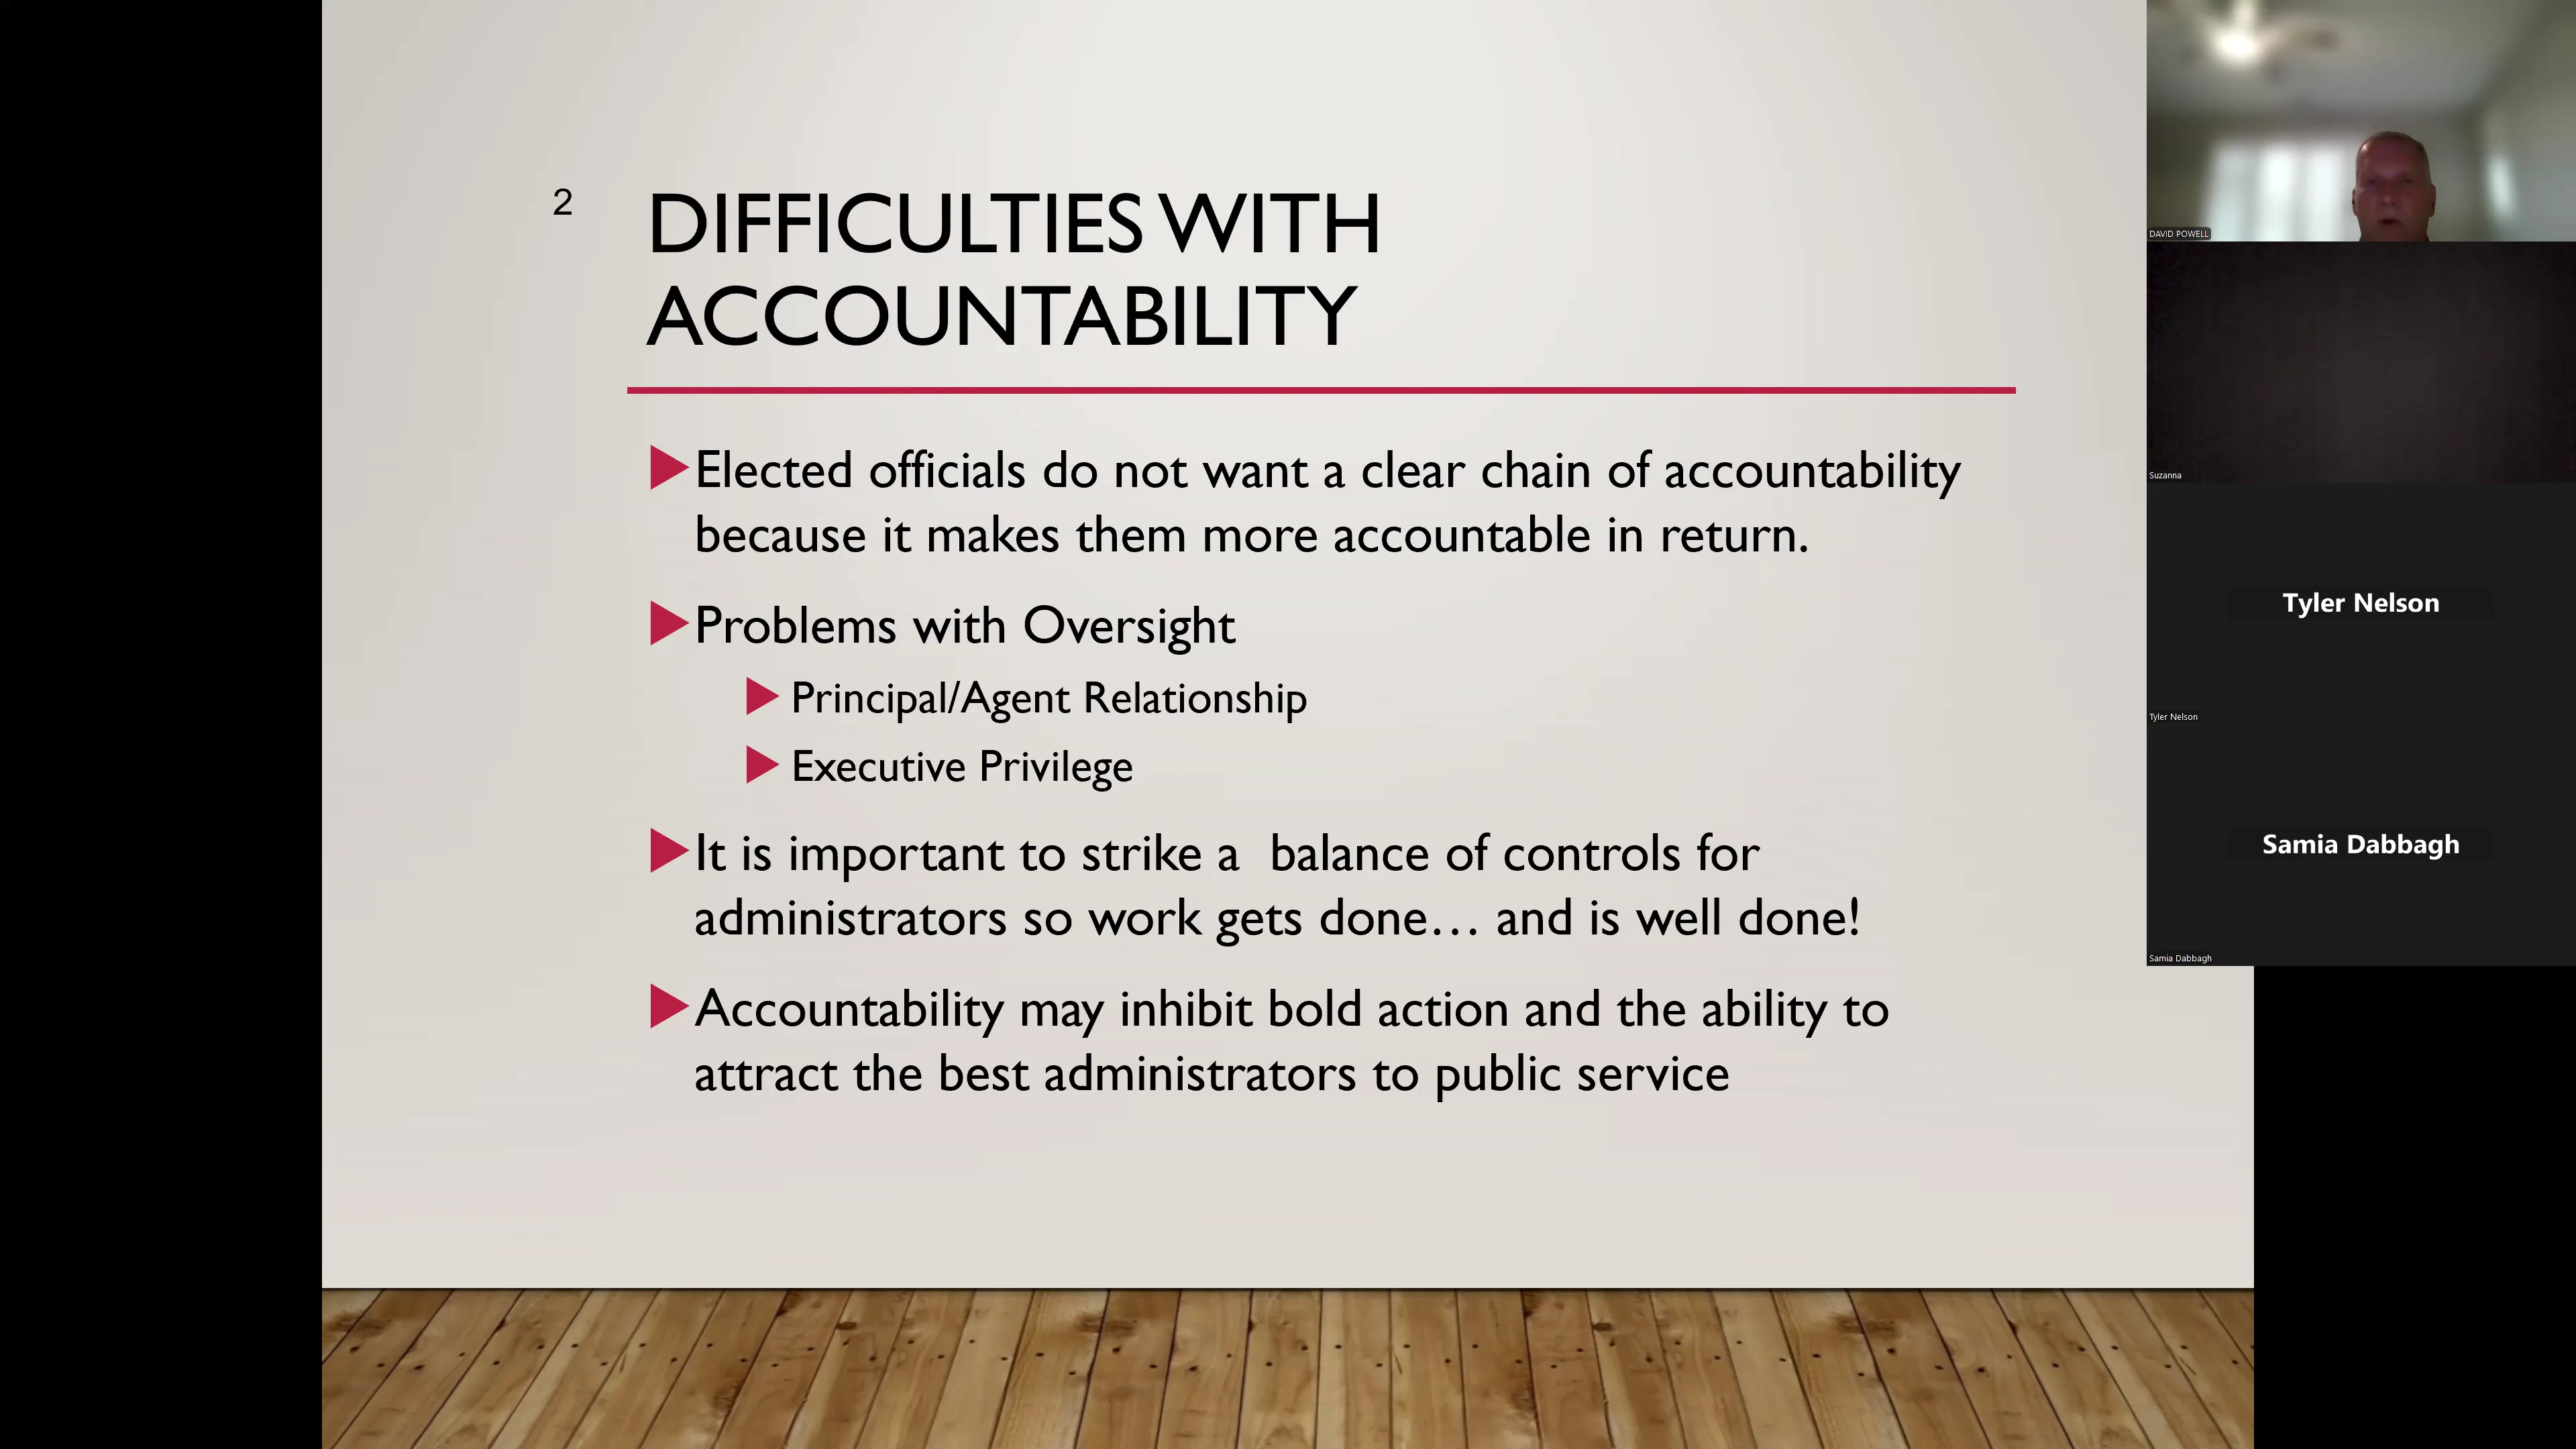 2
DIFFICULTIES WITH
ACCOUNTABILITY
Elected officials do not want a clear chain of accountability
because it makes them more accountable in return.
Problems with Oversight
Principal/Agent Relationship
Executive Privilege
It is important to strike a  balance of controls for
administrators so work gets done… and is well done!
Accountability may inhibit bold action and the ability to
attract the best administrators to public service
DAVID POWELL
Suzanna
Tyler Nelson
Tyler Nelson
Samia Dabbagh
Samia Dabbagh